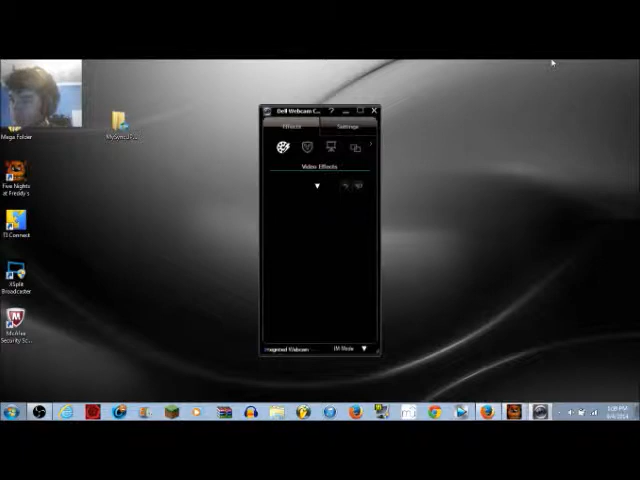 Dell Webcam C...
Effects
Settings
Video Effects
Mega Folder
MySyncUP...
Five Nights
at Freddy's
TI Connect
XSplit
Broadcaster
McAfee
Security Sc...
Integrated Webcam
IM Mode